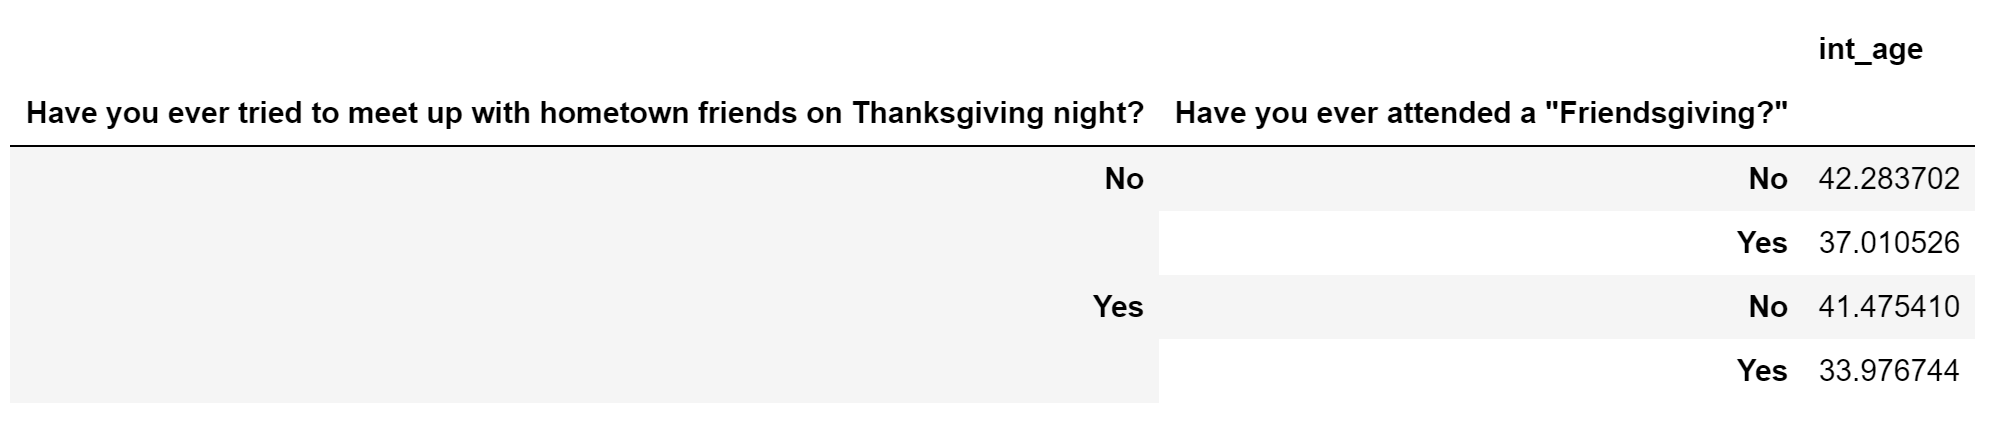 int_age
Have you ever tried to meet up with hometown friends on Thanksgiving night? Have you ever attended a "Friendsgiving?"
No No 42.283702
Yes 37.010526
Yes No 41.475410
Yes 33.976744